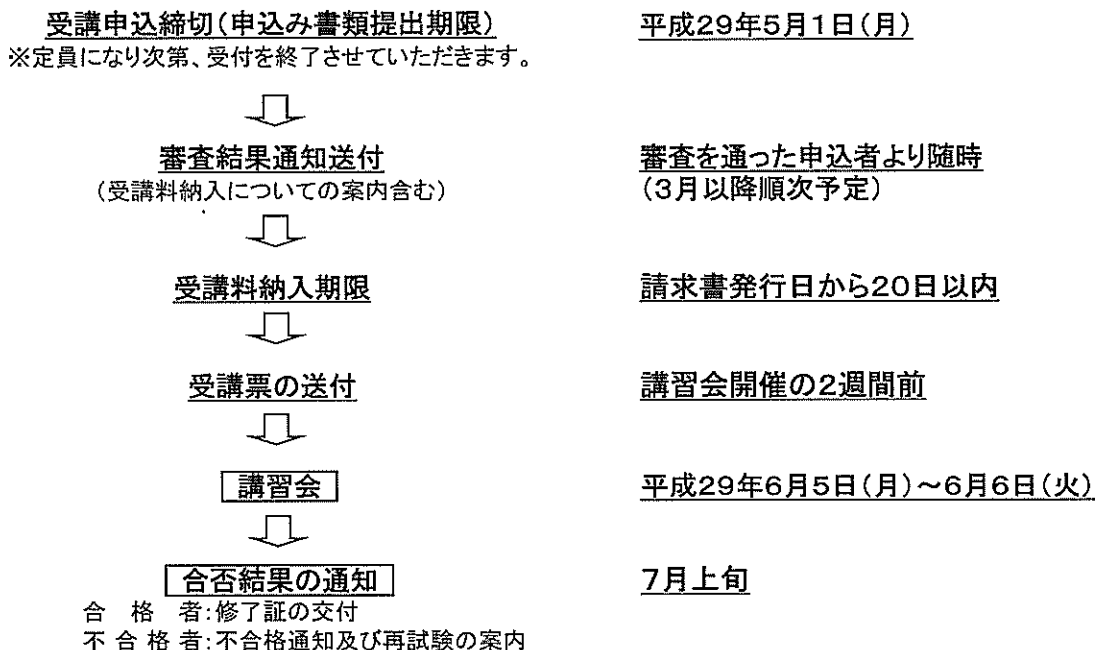 受講申込締切(申込み書類提出期限)
平成29年5月1日(月)
※定員になり次第、受付を終了させていただきます。
審査結果通知送付
審査を通った申込者より随時
(受講料納入についての案内含む)
(3月以降順次予定)
受講料納入期限
請求書発行日から20日以内
受講票の送付
講習会開催の2週間前
講習会
平成29年6月5日(月)~6月6日(火)
合否結果の通知
7月上旬
合格者:修了証の交付
不合格者:不合格通知及び再試験の案内